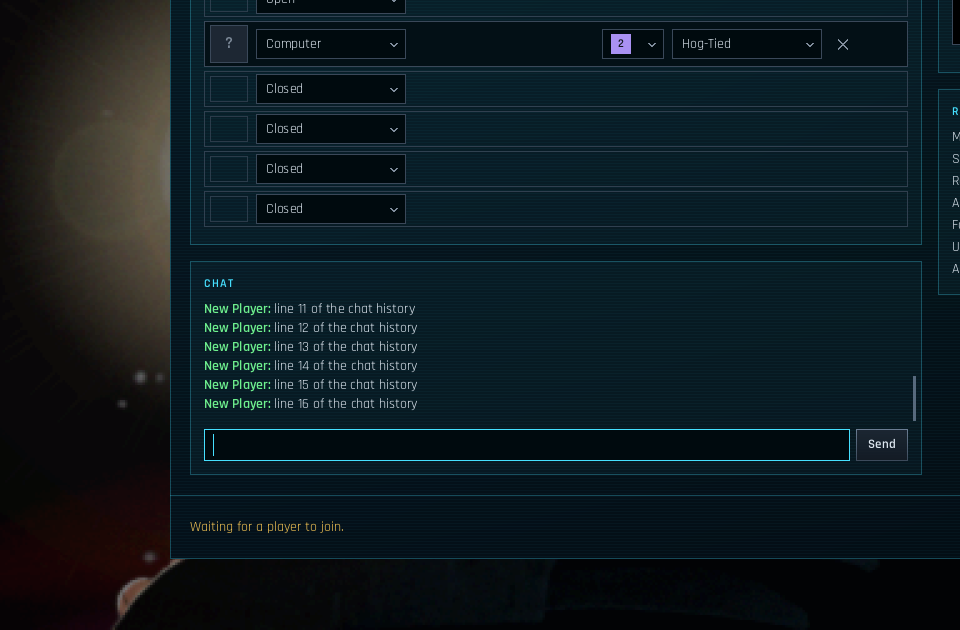 Open
? Computer 2 Hog-Tied
Closed
Closed
Closed
Closed
CHAT
New Player: line 11 of the chat history
New Player: line 12 of the chat history
New Player: line 13 of the chat history
New Player: line 14 of the chat history
New Player: line 15 of the chat history
New Player: line 16 of the chat history
Send
Waiting for a player to join.